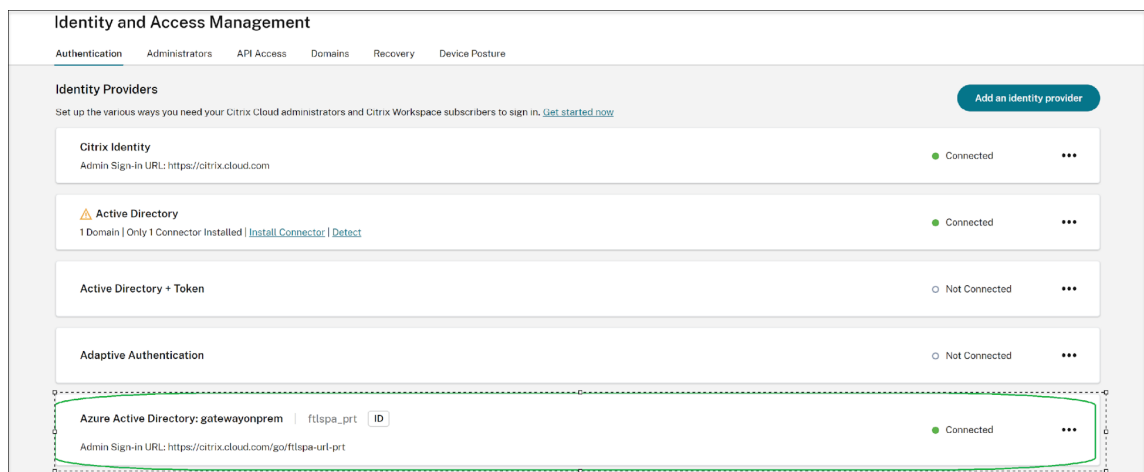 Identity and Access Management
Authentication Administrators API Access Domains Recovery Device Posture
Identity Providers
Add an identity provider
Set up the various ways you need your Citrix Cloud administrators and Citrix Workspace subscribers to sign in. Get started now
Citrix Identity
Admin Sign-in URL: https://citrix.cloud.com
Connected
Active Directory
1 Domain | Only 1 Connector Installed | Install Connector | Detect
Connected
Active Directory + Token
Not Connected
Adaptive Authentication
Not Connected
Azure Active Directory: gatewayonprem | ftlspa_prt ID
Admin Sign-in URL: https://citrix.cloud.com/go/ftlspa-url-prt
Connected